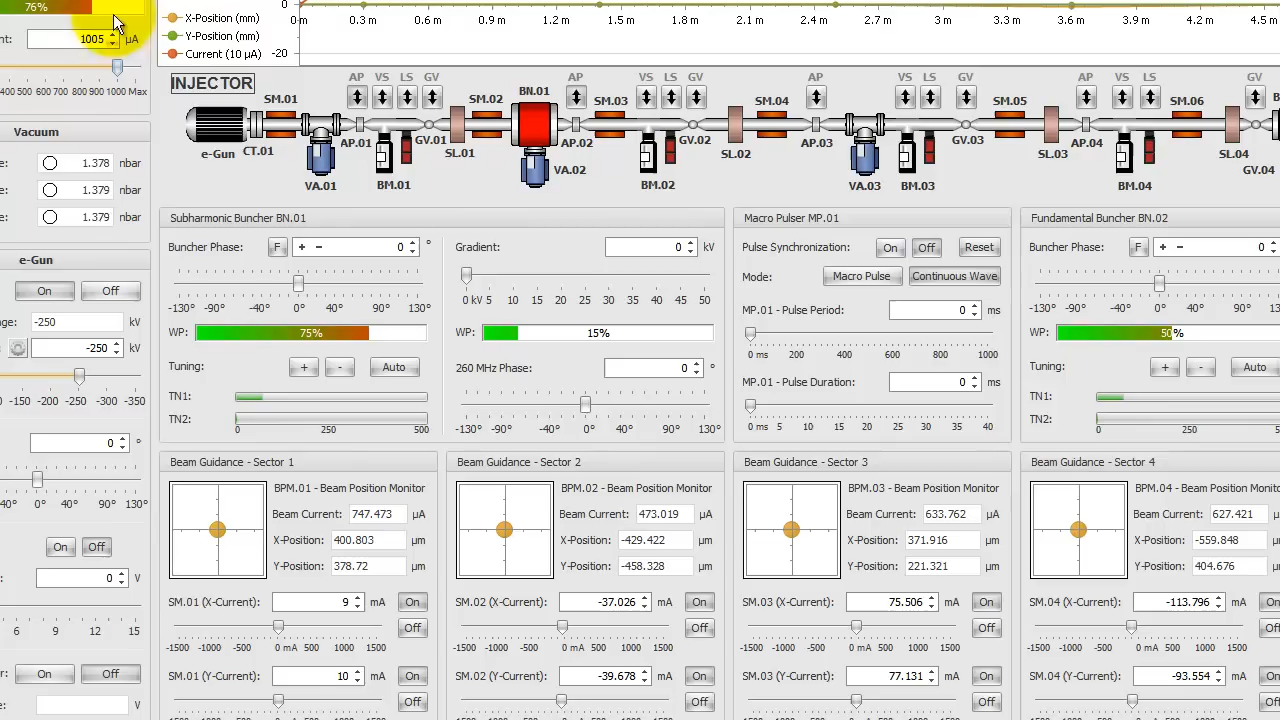 76%
nt: 1005 µA
400 500 600 700 800 900 1000 Max
X-Position (mm)
Y-Position (mm)
Current (10 µA)
0
-20
0m 0.3 m 0.6 m 0.9 m 1.2 m 1.5 m 1.8 m 2.1 m 2.4 m 2.7 m 3 m 3.3 m 3.6 m 3.9 m 4.2 m 4.5 m
INJECTOR
AP VS LS GV AP VS LS GV AP VS LS GV AP VS LS GV
SM.01 SM.02 BN.01 SM.03 SM.04 SM.05 SM.06
e-Gun CT.01 AP.01 GV.01 SL.01 AP.02 GV.02 SL.02 AP.03 GV.03 SL.03 AP.04 SL.04 GV.04
VA.01 BM.01 VA.02 BM.02 VA.03 BM.03 BM.04
Vacuum
e: 1.378 nbar
e: 1.379 nbar
e: 1.379 nbar
e-Gun
On Off
nge: -250 kV
-250 kV
-150 -200 -250 -300 -350
0 °
40° 0° 40° 80° 130°
On Off
: 0 V
6 9 12 15
r: On Off
e: V
Subharmonic Buncher BN.01
Buncher Phase: F + − 0 °
-130° -90° -40° 0° 40° 90° 130°
WP: 75%
Tuning: + - Auto
TN1:
TN2:
0 250 500
Gradient: 0 kV
0 kV 5 10 15 20 25 30 35 40 45 50
WP: 15%
260 MHz Phase: 0 °
-130° -90° -40° 0° 40° 90° 130°
Macro Pulser MP.01
Pulse Synchronization: On Off Reset
Mode: Macro Pulse Continuous Wave
MP.01 - Pulse Period: 0 ms
0 ms 200 400 600 800 1000
MP.01 - Pulse Duration: 0 ms
0 ms 5 10 15 20 25 30 35 40
Fundamental Buncher BN.02
Buncher Phase: F + − 0
-130° -90° -40° 0° 40° 90° 130°
WP: 50%
Tuning: + - Auto
TN1:
TN2:
0 250 500
Beam Guidance - Sector 1
BPM.01 - Beam Position Monitor
Beam Current: 747.473 µA
X-Position: 400.803 µm
Y-Position: 378.72 µm
SM.01 (X-Current): 9 mA On
Off
-1500 -1000 -500 0 mA 500 1000 1500
SM.01 (Y-Current): 10 mA On
Off
Beam Guidance - Sector 2
BPM.02 - Beam Position Monitor
Beam Current: 473.019 µA
X-Position: -429.422 µm
Y-Position: -458.328 µm
SM.02 (X-Current): -37.026 mA On
Off
-1500 -1000 -500 0 mA 500 1000 1500
SM.02 (Y-Current): -39.678 mA On
Off
Beam Guidance - Sector 3
BPM.03 - Beam Position Monitor
Beam Current: 633.762 µA
X-Position: 371.916 µm
Y-Position: 221.321 µm
SM.03 (X-Current): 75.506 mA On
Off
-1500 -1000 -500 0 mA 500 1000 1500
SM.03 (Y-Current): 77.131 mA On
Off
Beam Guidance - Sector 4
BPM.04 - Beam Position Monitor
Beam Current: 627.421 µA
X-Position: -559.848 µm
Y-Position: 404.676 µm
SM.04 (X-Current): -113.796 mA On
Off
-1500 -1000 -500 0 mA 500 1000 1500
SM.04 (Y-Current): -93.554 mA On
Off